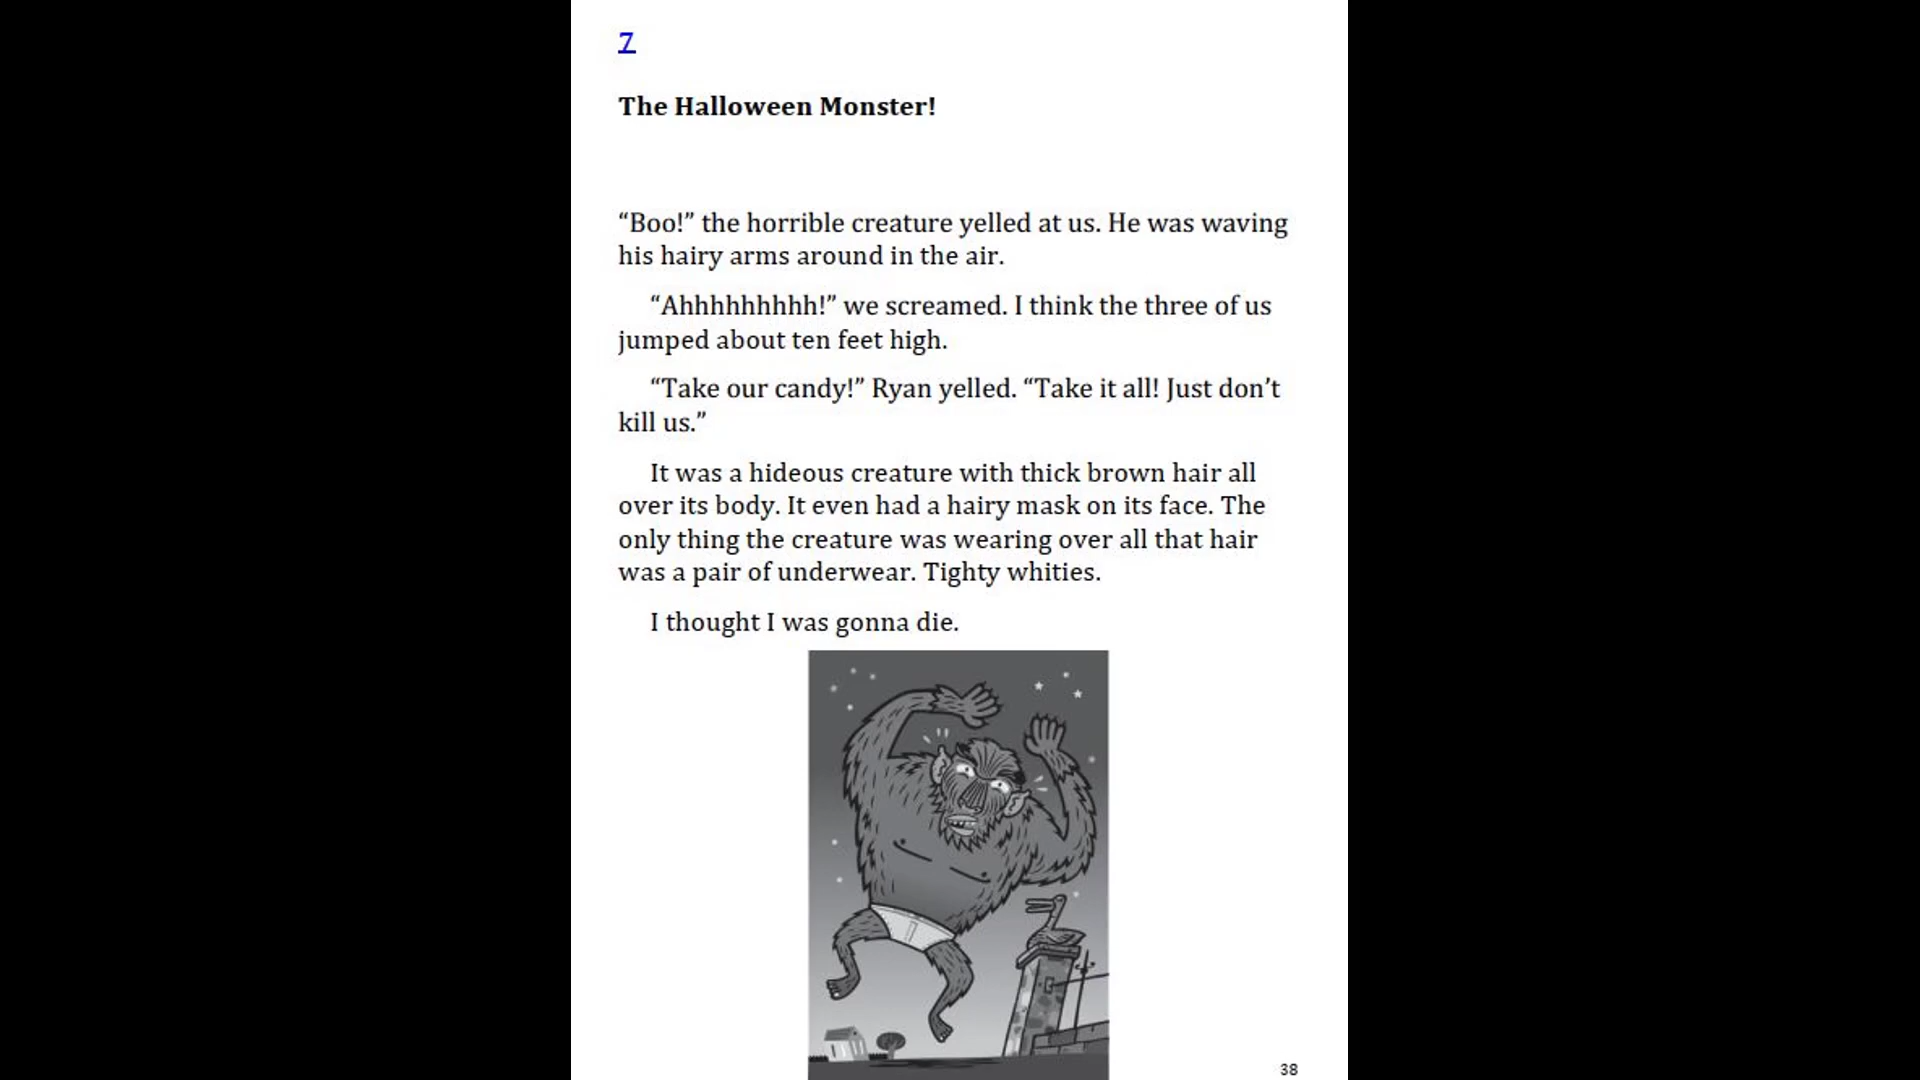 7
The Halloween Monster!
“Boo!” the horrible creature yelled at us. He was waving
his hairy arms around in the air.
“Ahhhhhhhhh!” we screamed. I think the three of us
jumped about ten feet high.
“Take our candy!” Ryan yelled. “Take it all! Just don’t
kill us.”
It was a hideous creature with thick brown hair all
over its body. It even had a hairy mask on its face. The
only thing the creature was wearing over all that hair
was a pair of underwear. Tighty whities.
I thought I was gonna die.
38